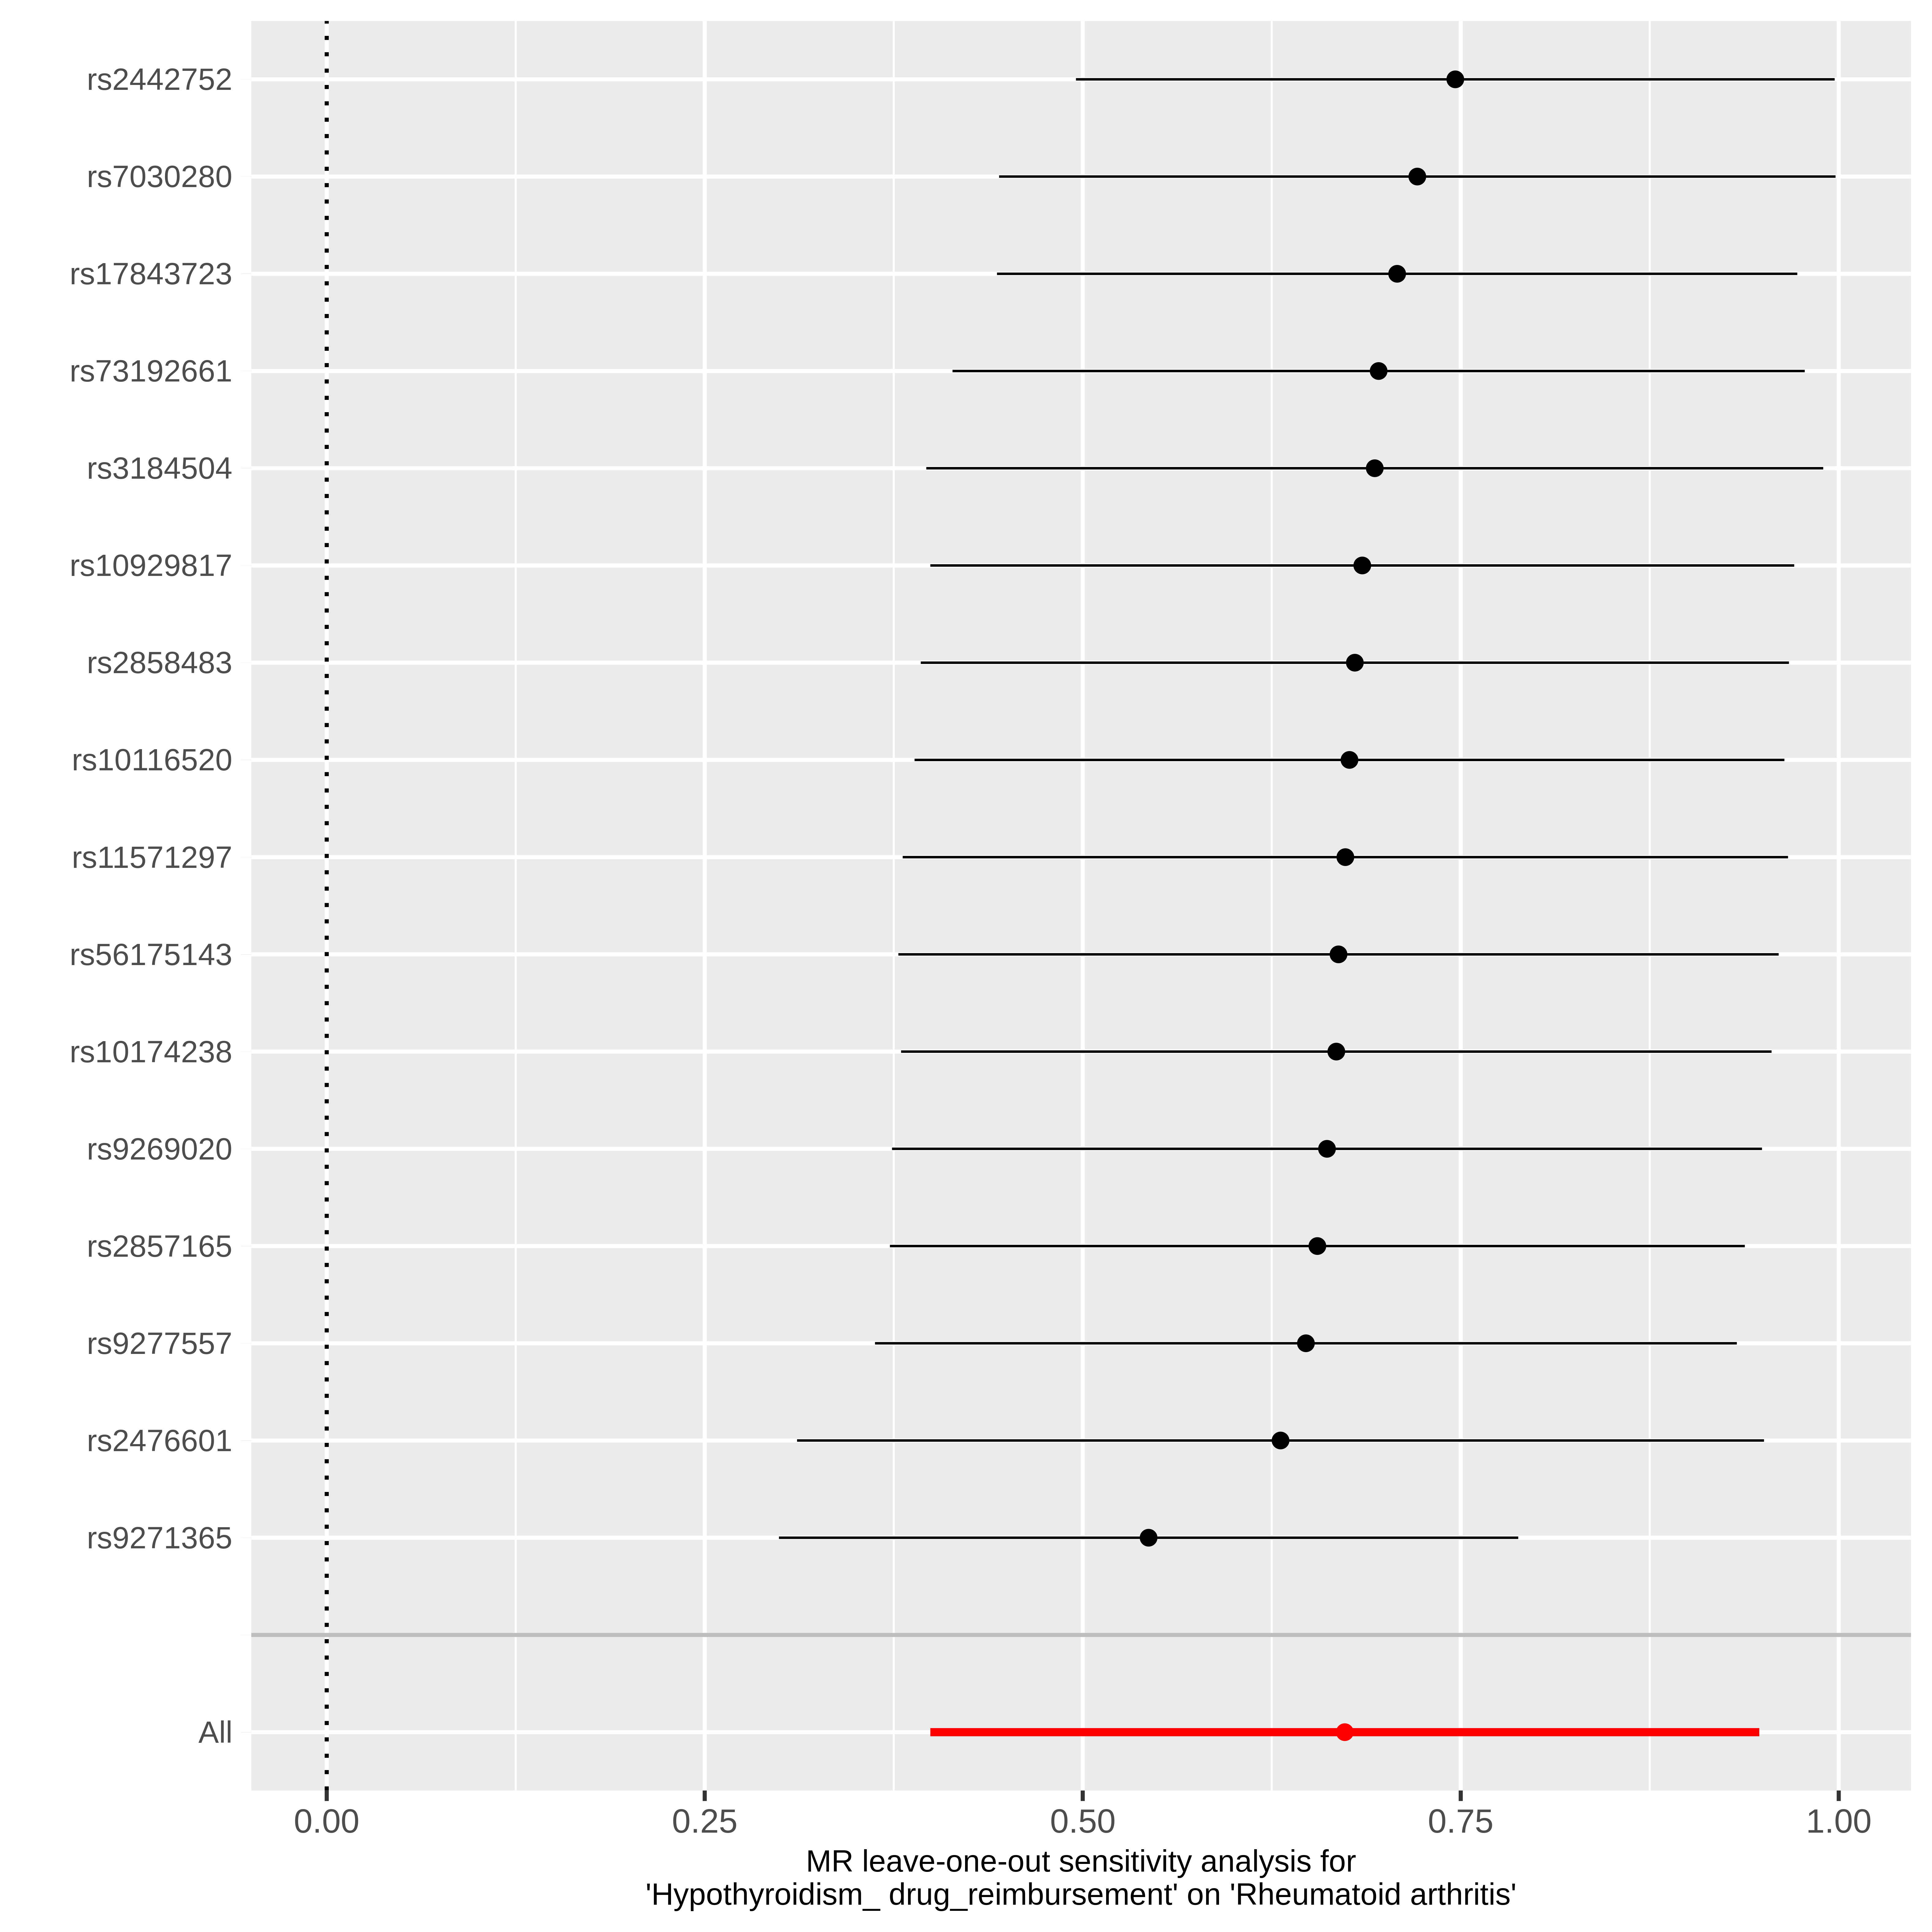 rs2442752
rs7030280
rs17843723
rs73192661
rs3184504
rs10929817
rs2858483
rs10116520
rs11571297
rs56175143
rs10174238
rs9269020
rs2857165
rs9277557
rs2476601
rs9271365
All
0.00 0.25 0.50 0.75 1.00
MR leave-one-out sensitivity analysis for
'Hypothyroidism_ drug_reimbursement' on 'Rheumatoid arthritis'